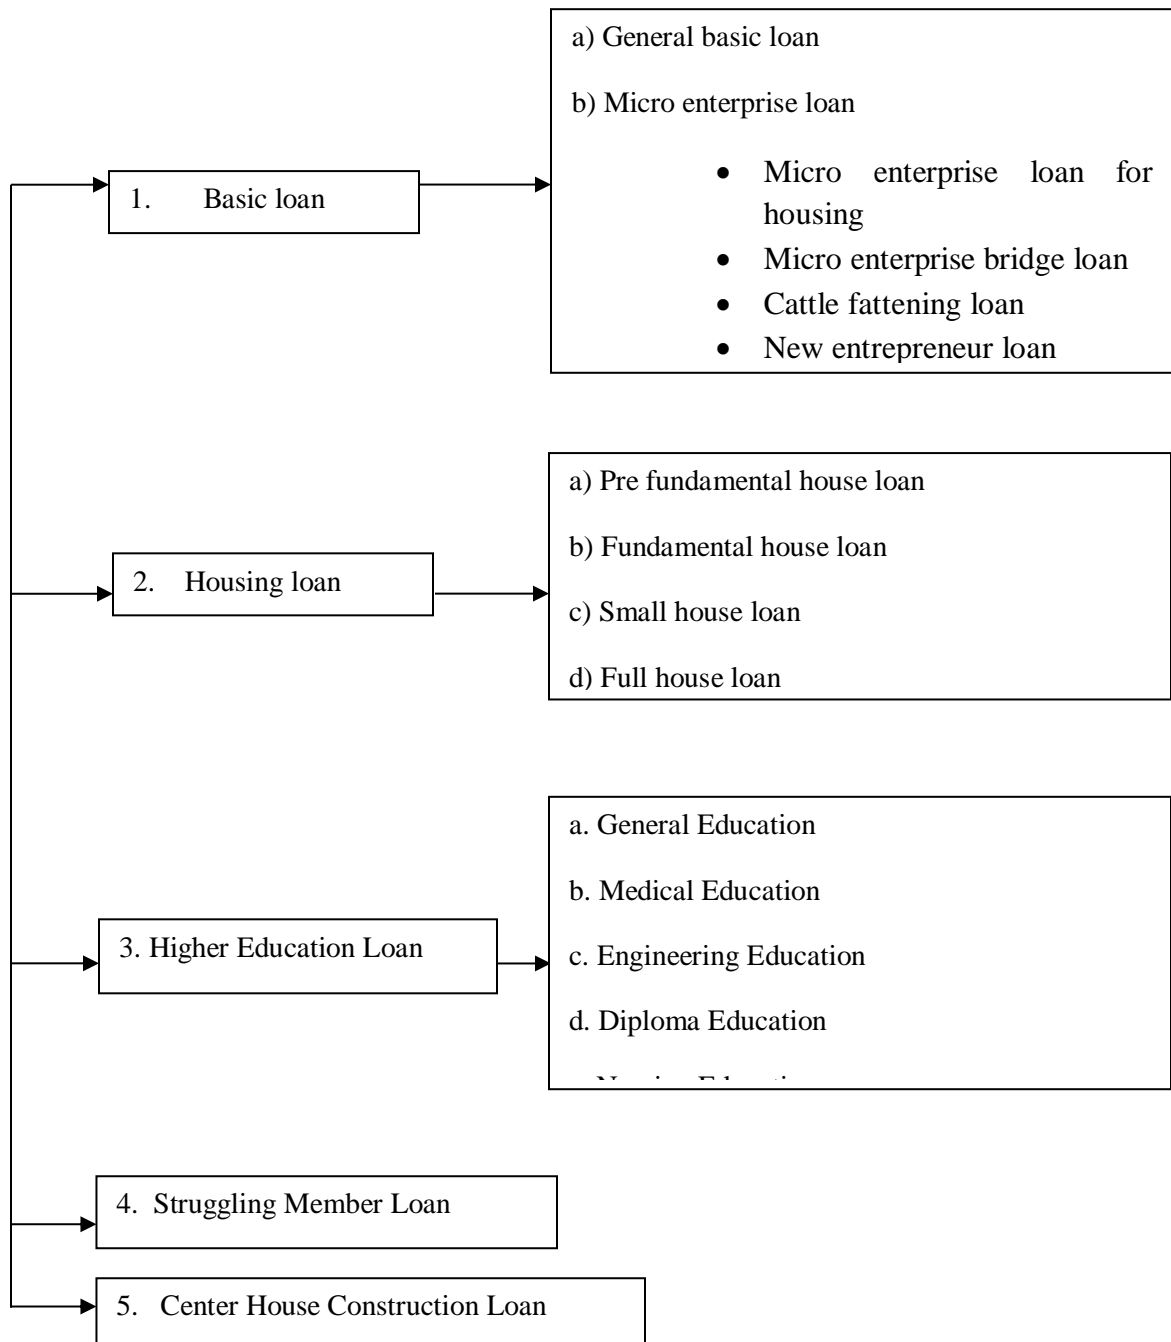 a) General basic loan
b) Micro enterprise loan
• Micro enterprise loan for
housing
• Micro enterprise bridge loan
• Cattle fattening loan
• New entrepreneur loan
1. Basic loan
a) Pre fundamental house loan
b) Fundamental house loan
c) Small house loan
d) Full house loan
2. Housing loan
a. General Education
b. Medical Education
c. Engineering Education
d. Diploma Education
3. Higher Education Loan
4. Struggling Member Loan
5. Center House Construction Loan